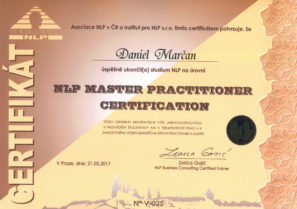 CERTIFIKÁT
NLP
Asociace NLP v ČR a Institut pro NLP s.r.o. tímto certifikátem potvrzuje, že
Daniel Marčan
úspěšně ukončil(a) studium NLP na úrovni
NLP MASTER PRACTITIONER
CERTIFICATION
V Praze, dne: 21.05.2017
Zorica Gajić
NLP Business Consulting Certified Trainer
N° V-025